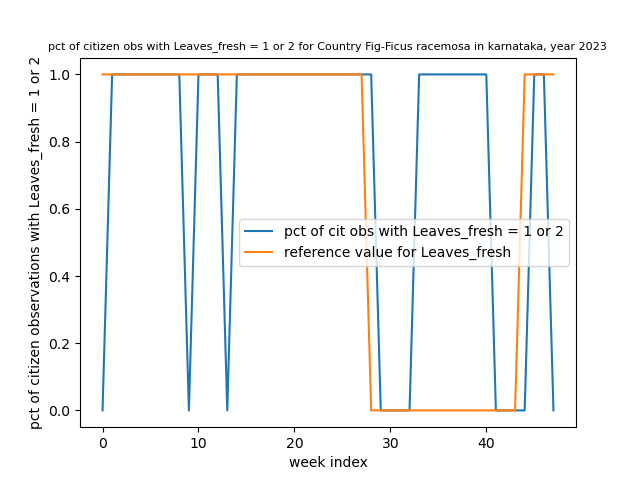 pct of citizen obs with Leaves_fresh = 1 or 2 for Country Fig-Ficus racemosa in karnataka, year 2023
pct of citizen observations with Leaves_fresh = 1 or 2
1.0
0.8
0.6
0.4
0.2
0.0
pct of cit obs with Leaves_fresh = 1 or 2
reference value for Leaves_fresh
0
10
20
30
40
week index